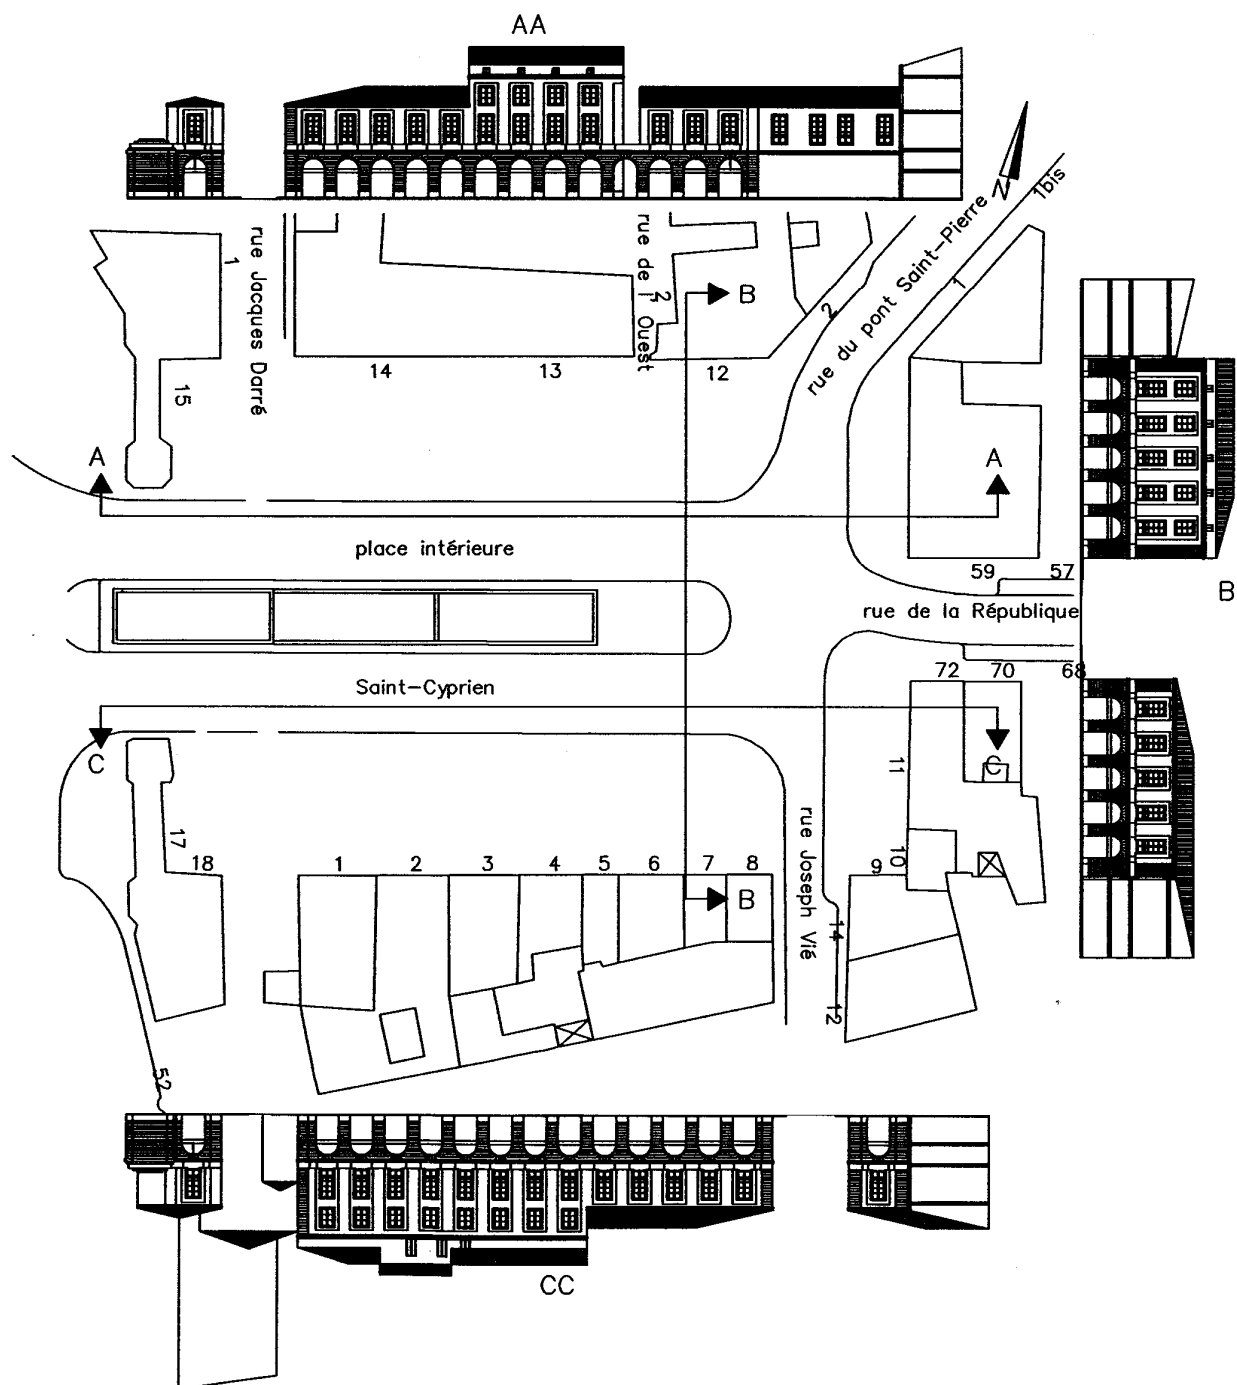 AA
N
1bis
rue du pont Saint-Pierre
rue Jacques Darré
rue de l'Ouest
1
2
B
2
1
14
13
12
15
A
A
place intérieure
59
57
B
rue de la République
72
70
68
Saint-Cyprien
C
C
11
17
18
1
2
3
4
5
6
7
8
9
10
B
rue Joseph Vié
14
12
52
CC